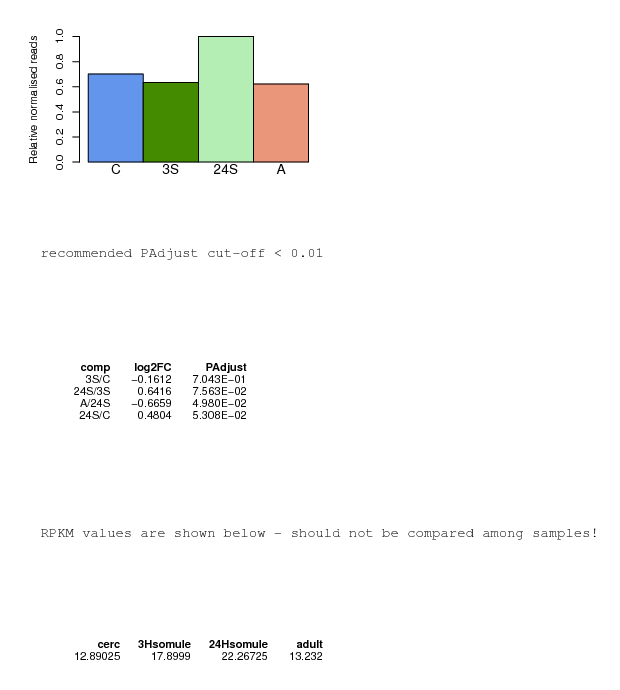 Relative normalised reads
1.0
0.8
0.6
0.4
0.2
0.0
C 3S 24S A
recommended PAdjust cut-off < 0.01
comp log2FC PAdjust
3S/C −0.1612 7.043E−01
24S/3S 0.6416 7.563E−02
A/24S −0.6659 4.980E−02
24S/C 0.4804 5.308E−02
RPKM values are shown below - should not be compared among samples!
cerc 3Hsomule 24Hsomule adult
12.89025 17.8999 22.26725 13.232